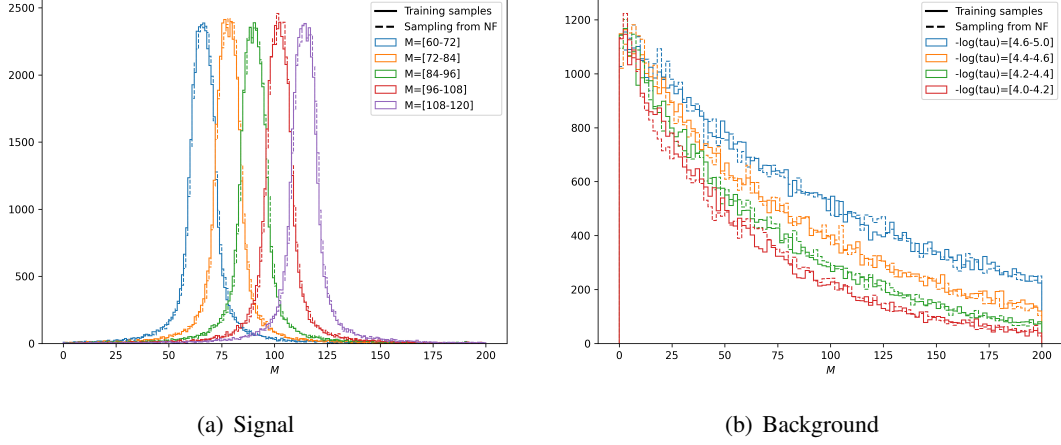 2500
2000
1500
1000
500
0
0 25 50 75 100 125 150 175 200
M
Training samples
Sampling from NF
M=[60-72]
M=[72-84]
M=[84-96]
M=[96-108]
M=[108-120]
(a) Signal
1200
1000
800
600
400
200
0
0 25 50 75 100 125 150 175 200
M
Training samples
Sampling from NF
-log(tau)=[4.6-5.0]
-log(tau)=[4.4-4.6]
-log(tau)=[4.2-4.4]
-log(tau)=[4.0-4.2]
(b) Background